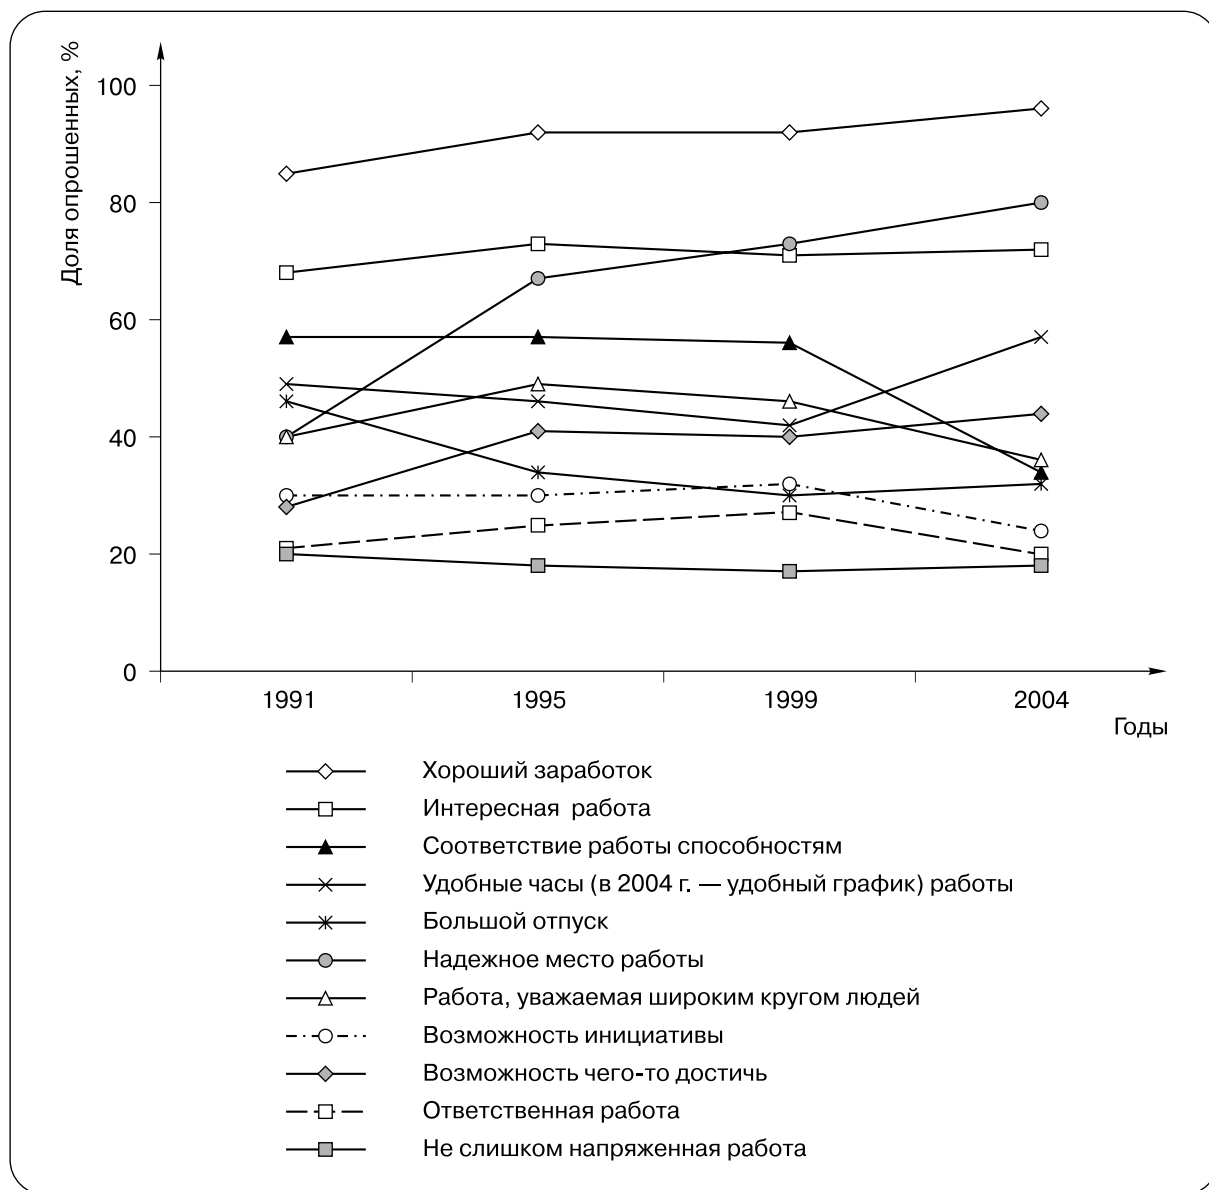 Доля опрошенных, %
100
80
60
40
20
0
1991 1995 1999 2004
Годы
Хороший заработок
Интересная работа
Соответствие работы способностям
Удобные часы (в 2004 г. — удобный график) работы
Большой отпуск
Надежное место работы
Работа, уважаемая широким кругом людей
Возможность инициативы
Возможность чего-то достичь
Ответственная работа
Не слишком напряженная работа